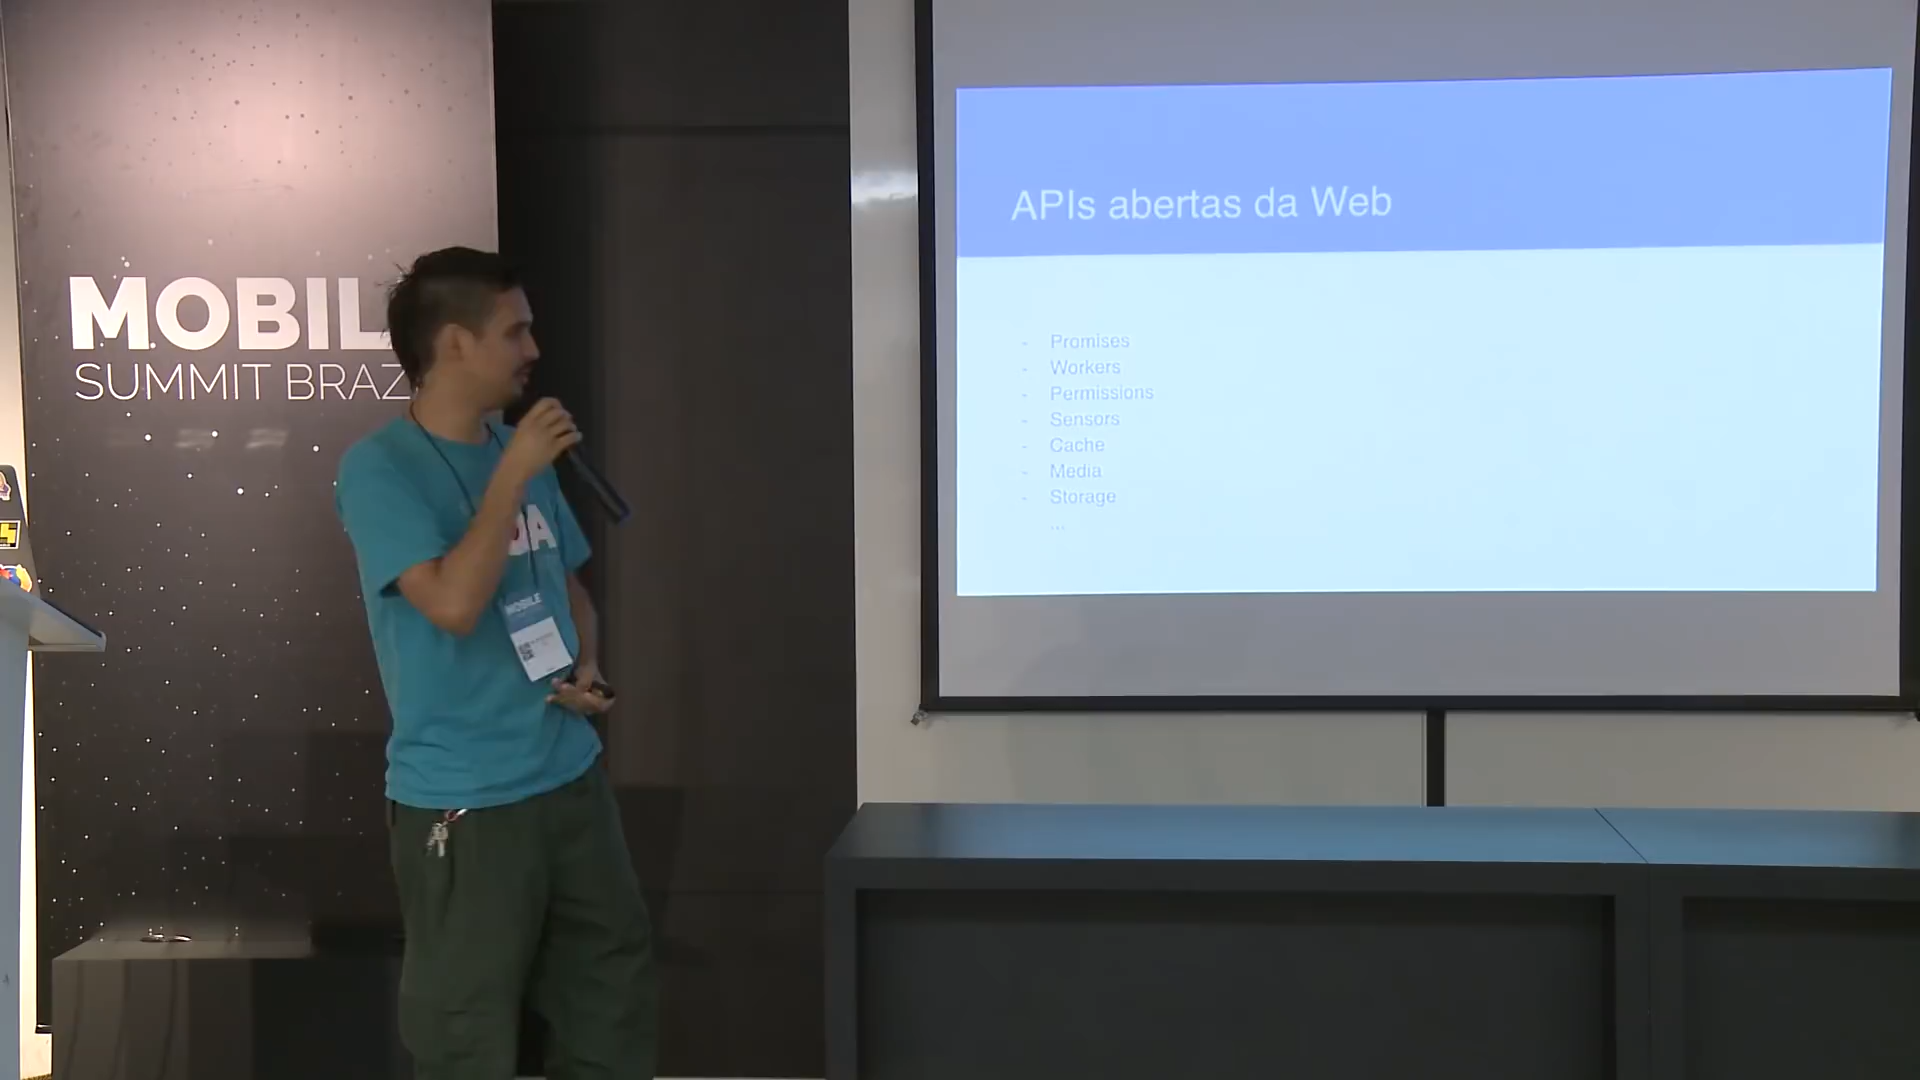 MOBIL
SUMMIT BRAZ
MOBILE
APIs abertas da Web
- Promises
- Workers
- Permissions
- Sensors
- Cache
- Media
- Storage
...